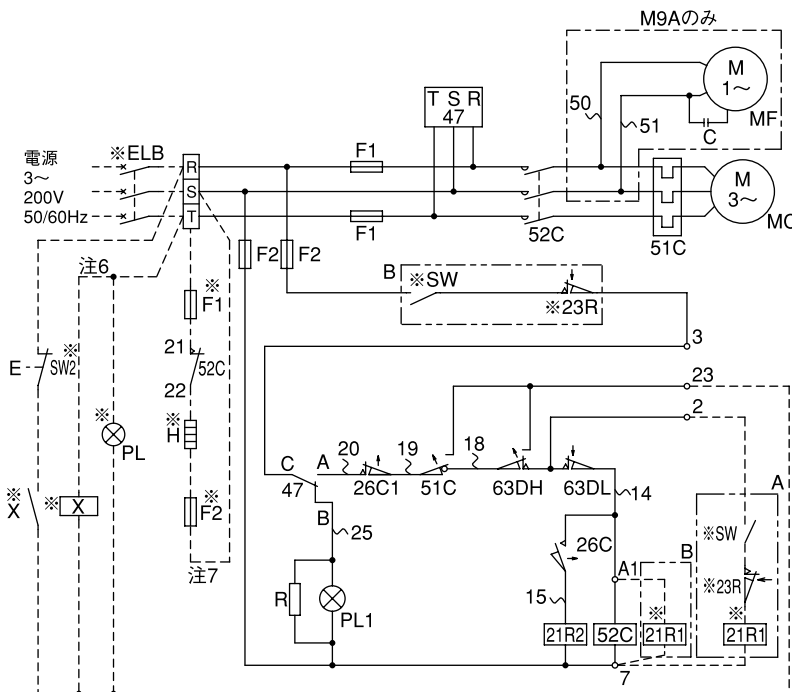 M9Aのみ
M
1～
MF
C
50
51
T S R
47
電源
3～
200V
50/60Hz
※ELB
R
S
T
F1
F1
52C
51C
M
3～
MC
注6
F2
F2
※
F1
B
※SW
※23R
3
21
22
52C
E
SW2
※
23
2
※
H
※
PL
C
47
A
B
20
26C1
19
51C
18
63DH
63DL
14
A
※
X
※
X
※
F2
注7
25
R
PL1
26C
15
A1
B
※SW
※23R
21R2
52C
※
21R1
※
21R1
7